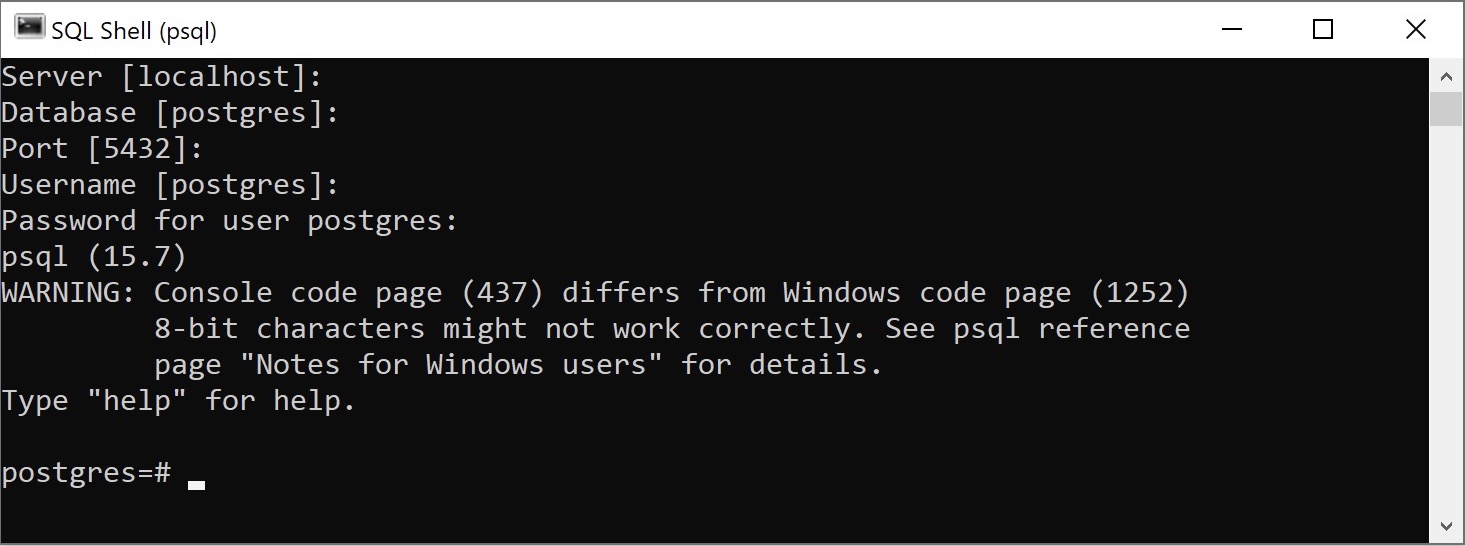 SQL Shell (psql)
Server [localhost]:
Database [postgres]:
Port [5432]:
Username [postgres]:
Password for user postgres:
psql (15.7)
WARNING: Console code page (437) differs from Windows code page (1252)
8-bit characters might not work correctly. See psql reference
page "Notes for Windows users" for details.
Type "help" for help.
postgres=#